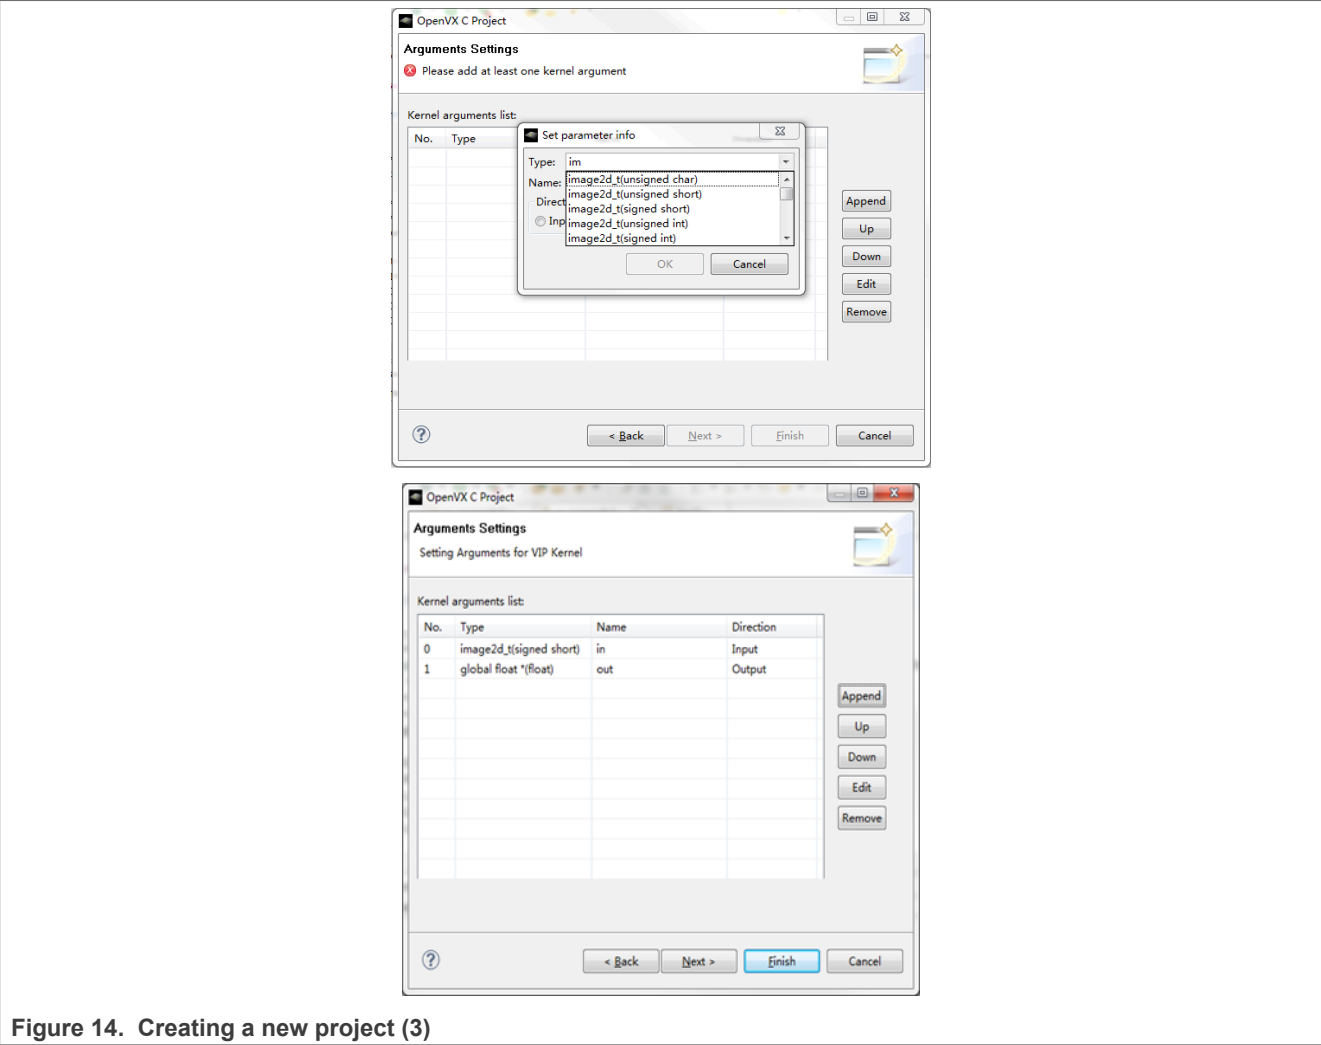 OpenVX C Project
Arguments Settings
Please add at least one kernel argument
Kernel arguments list:
No. Type
Set parameter info
Type: im
Name:
image2d_t(unsigned char)
image2d_t(unsigned short)
Direct
image2d_t(signed short)
Inp
image2d_t(unsigned int)
image2d_t(signed int)
OK Cancel
Append
Up
Down
Edit
Remove
< Back Next > Finish Cancel
OpenVX C Project
Arguments Settings
Setting Arguments for VIP Kernel
Kernel arguments list:
No. Type Name Direction
0 image2d_t(signed short) in Input
1 global float *(float) out Output
Append
Up
Down
Edit
Remove
< Back Next > Finish Cancel
Figure 14. Creating a new project (3)